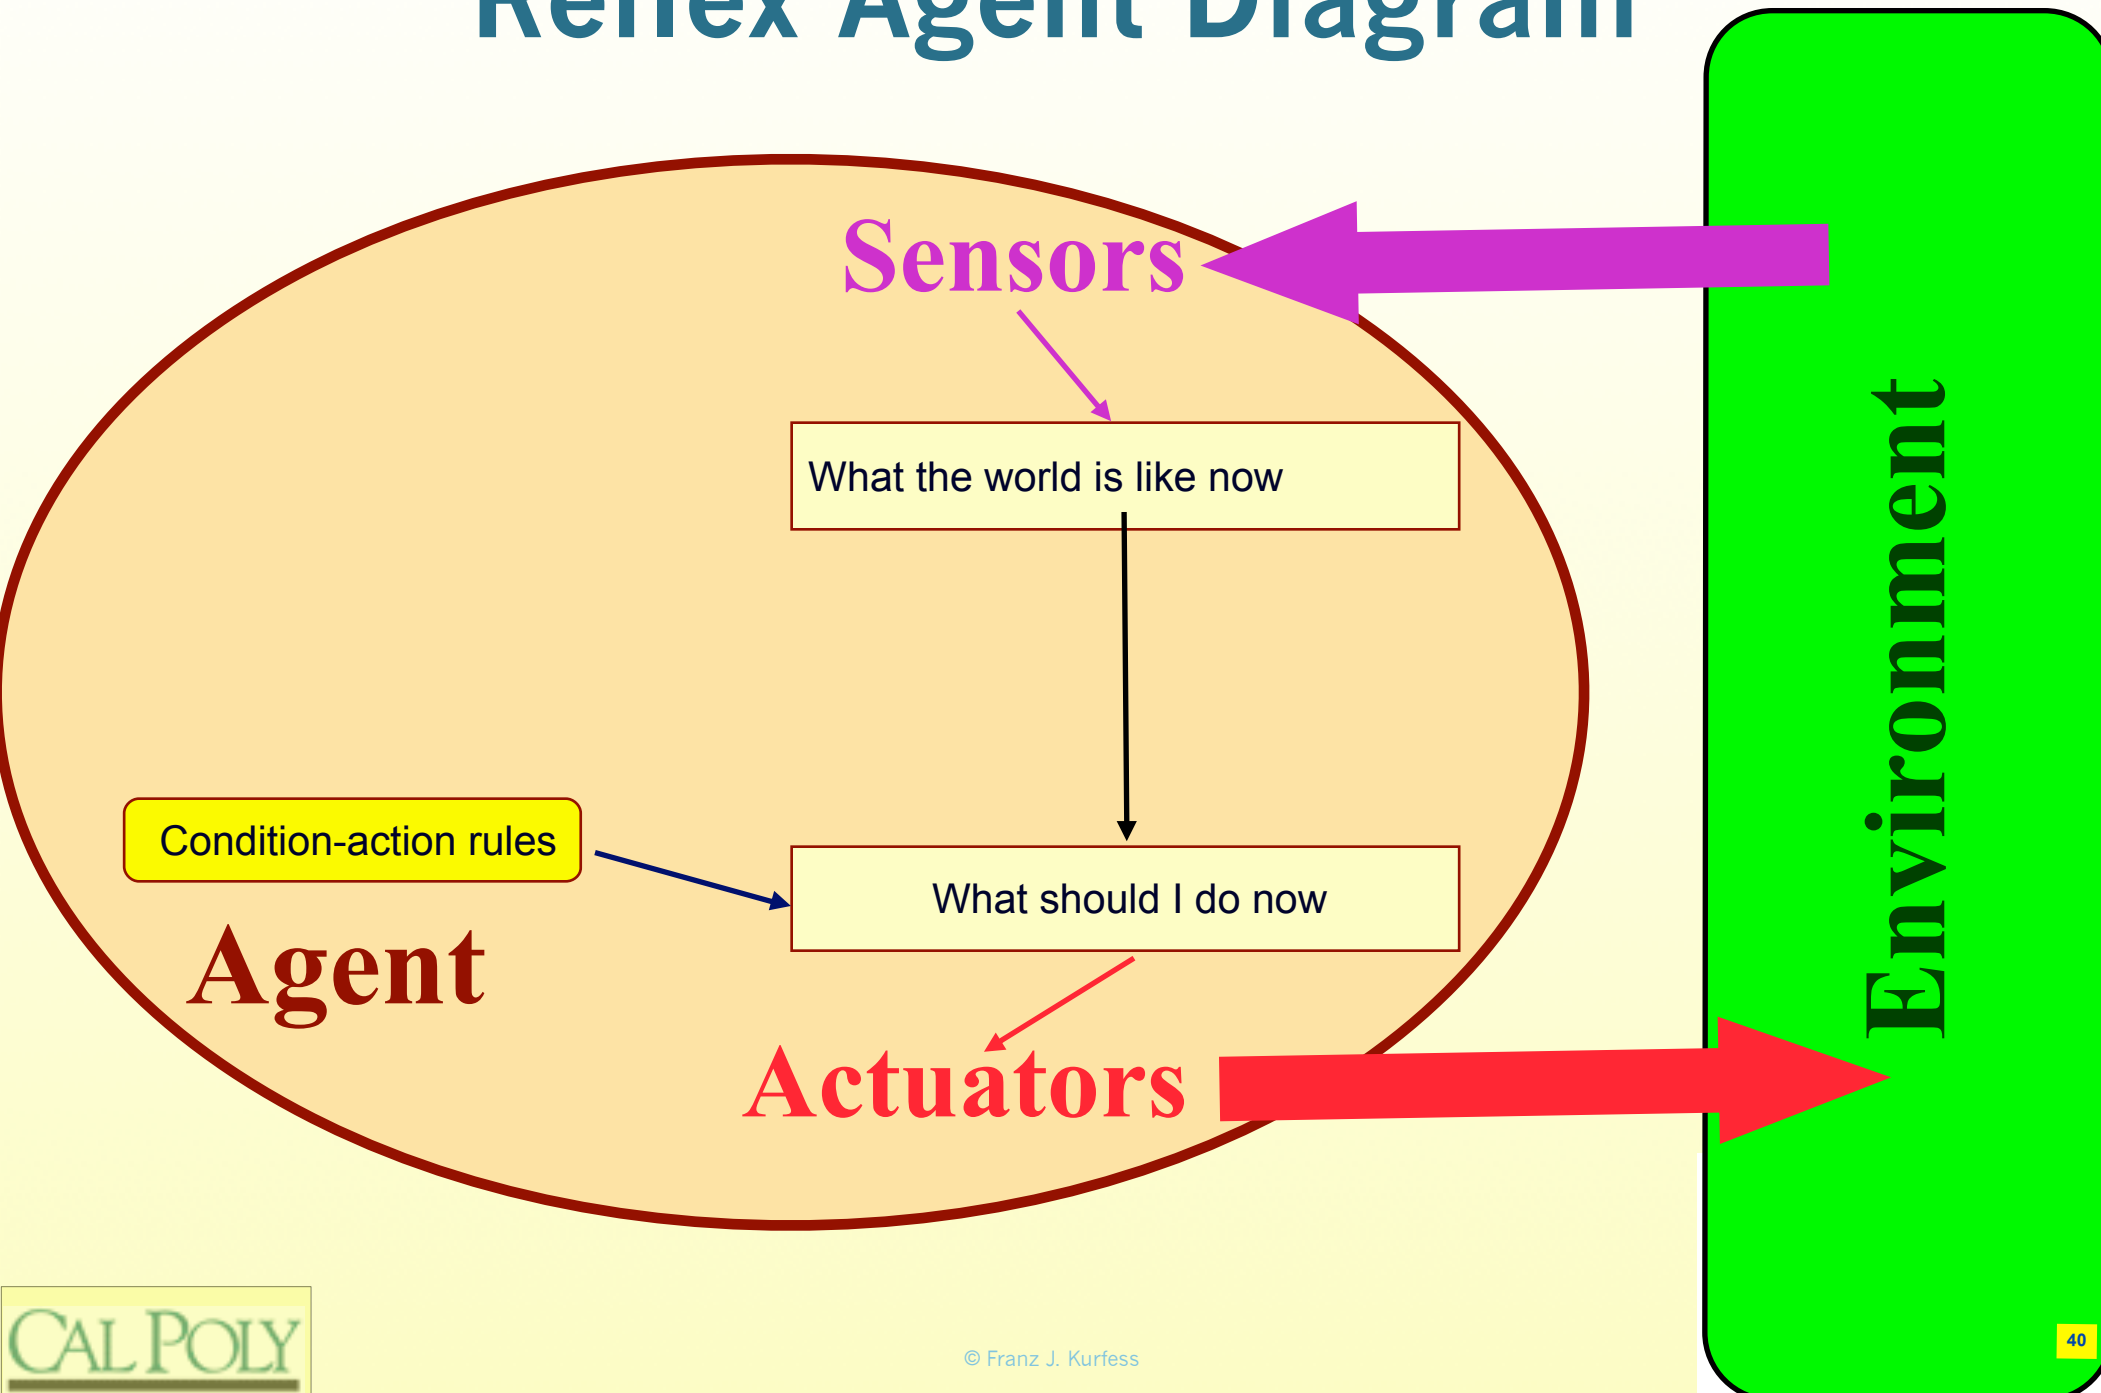 Reflex Agent Diagram
Sensors
What the world is like now
Condition-action rules
What should I do now
Agent
Actuators
Environment
CAL POLY
© Franz J. Kurfess
40